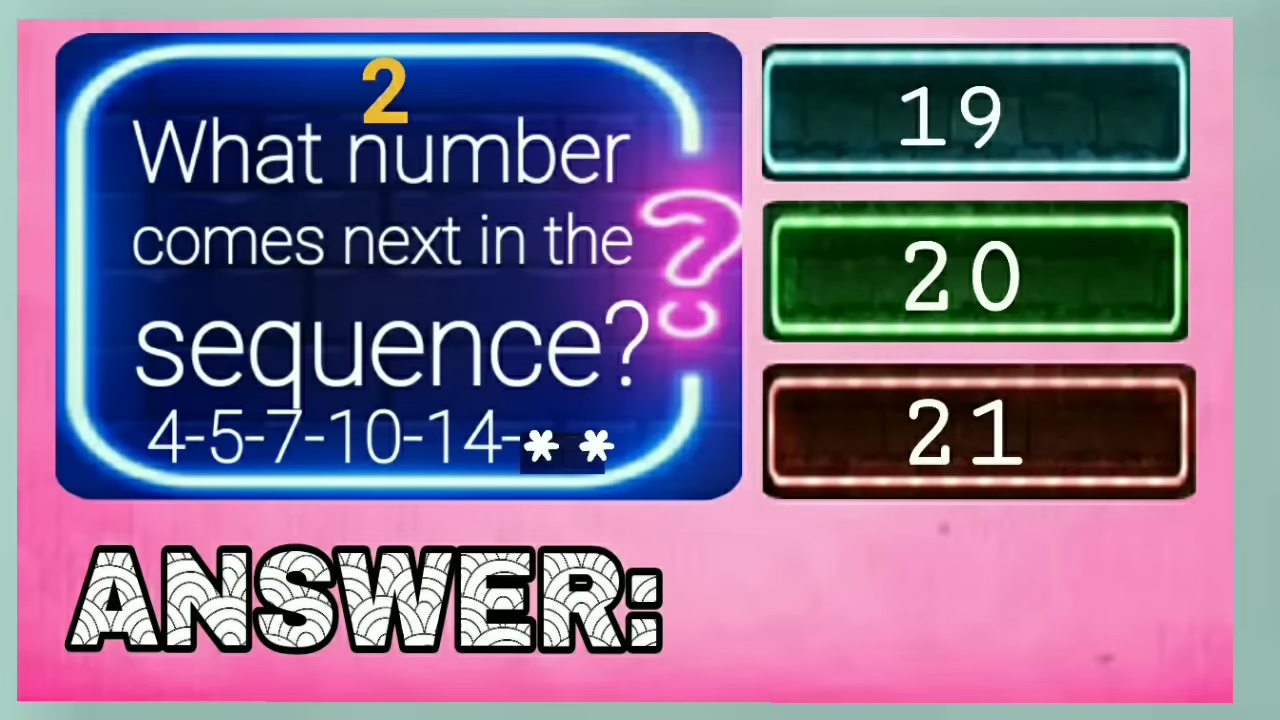 2
What number
comes next in the
sequence?
4-5-7-10-14-**
19
20
21
ANSWER: